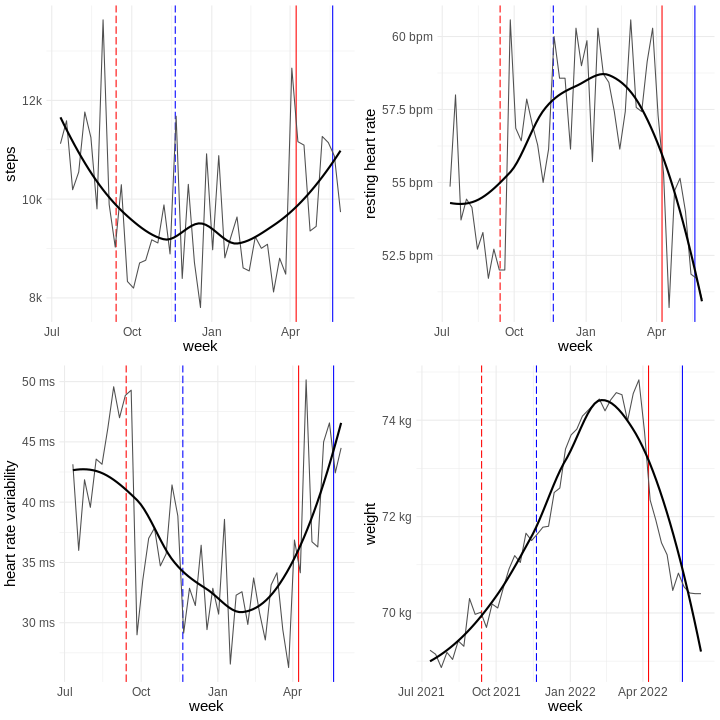 steps
12k
10k
8k
Jul
Oct
Jan
Apr
week
resting heart rate
60 bpm
57.5 bpm
55 bpm
52.5 bpm
Jul
Oct
Jan
Apr
week
heart rate variability
50 ms
45 ms
40 ms
35 ms
30 ms
Jul
Oct
Jan
Apr
week
weight
74 kg
72 kg
70 kg
Jul 2021
Oct 2021
Jan 2022
Apr 2022
week